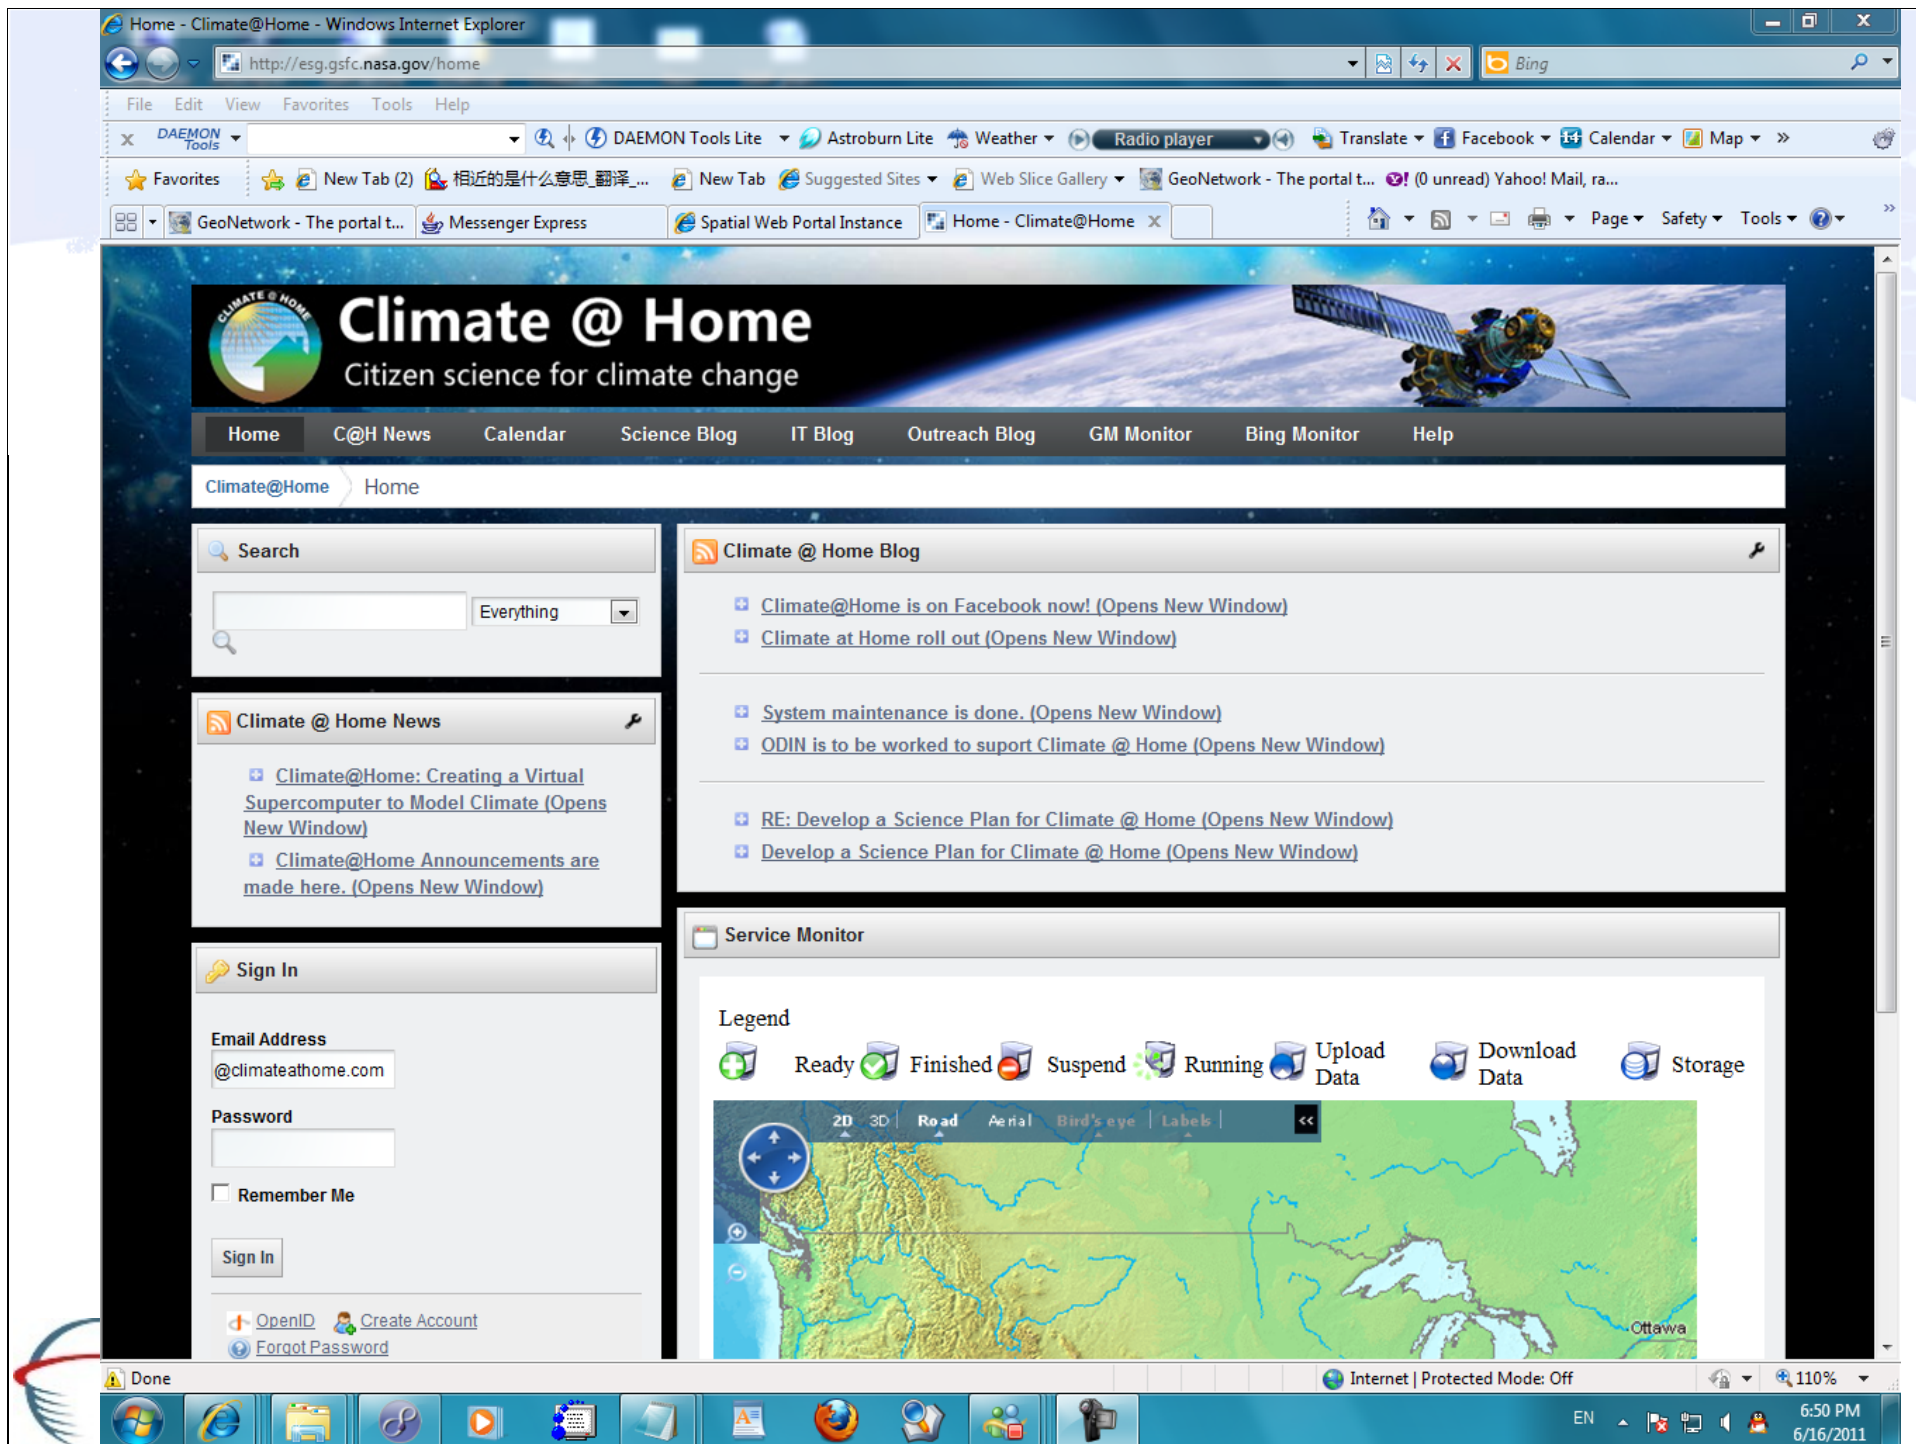 Home - Climate@Home - Windows Internet Explorer
http://esg.gsfc.nasa.gov/home
Bing
File Edit View Favorites Tools Help
x DAEMON Tools DAEMON Tools Lite Astroburn Lite Weather Radio player Translate Facebook Calendar Map »
Favorites New Tab (2) 相近的是什么意思_翻译_... New Tab Suggested Sites Web Slice Gallery GeoNetwork - The portal t... (0 unread) Yahoo! Mail, ra...
GeoNetwork - The portal t... Messenger Express Spatial Web Portal Instance Home - Climate@Home x Page Safety Tools »
CLIMATE @ HOME
Climate @ Home
Citizen science for climate change
Home C@H News Calendar Science Blog IT Blog Outreach Blog GM Monitor Bing Monitor Help
Climate@Home Home
Search
Everything
Climate @ Home News
Climate@Home: Creating a Virtual
Supercomputer to Model Climate (Opens
New Window)
Climate@Home Announcements are
made here. (Opens New Window)
Sign In
Email Address
@climateathome.com
Password
Remember Me
Sign In
OpenID Create Account
Forgot Password
Climate @ Home Blog
Climate@Home is on Facebook now! (Opens New Window)
Climate at Home roll out (Opens New Window)
System maintenance is done. (Opens New Window)
ODIN is to be worked to suport Climate @ Home (Opens New Window)
RE: Develop a Science Plan for Climate @ Home (Opens New Window)
Develop a Science Plan for Climate @ Home (Opens New Window)
Service Monitor
Legend
Ready Finished Suspend Running Upload Data Download Data Storage
2D 3D Road Aerial Bird's eye Labels <<
Ottawa
Done Internet | Protected Mode: Off 110%
EN 6:50 PM
6/16/2011